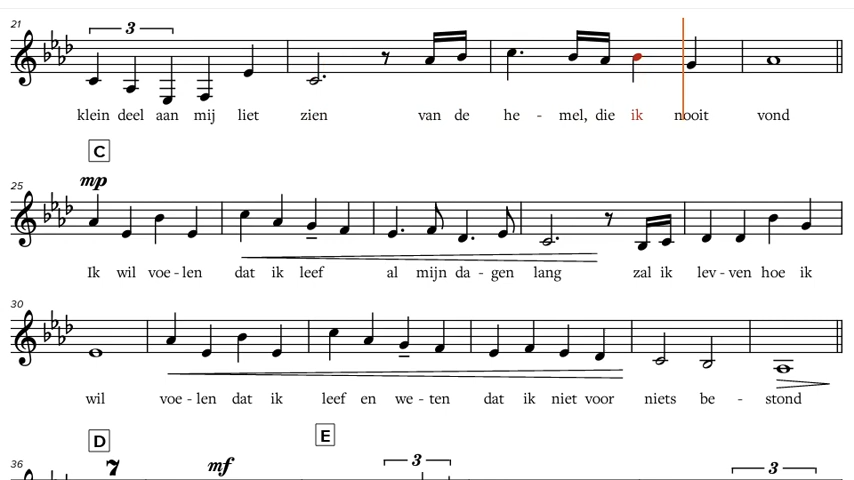 21
3
klein deel aan mij liet zien van de he - mel, die ik nooit vond
C
25
mp
Ik wil voe - len dat ik leef al mijn da - gen lang zal ik lev - ven hoe ik
30
wil voe - len dat ik leef en we - ten dat ik niet voor niets be - stond
D
E
36
7
mf
3
3